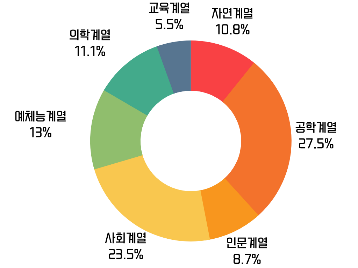 교육계열
5.5%
자연계열
10.8%
의학계열
11.1%
예체능계열
13%
공학계열
27.5%
사회계열
23.5%
인문계열
8.7%